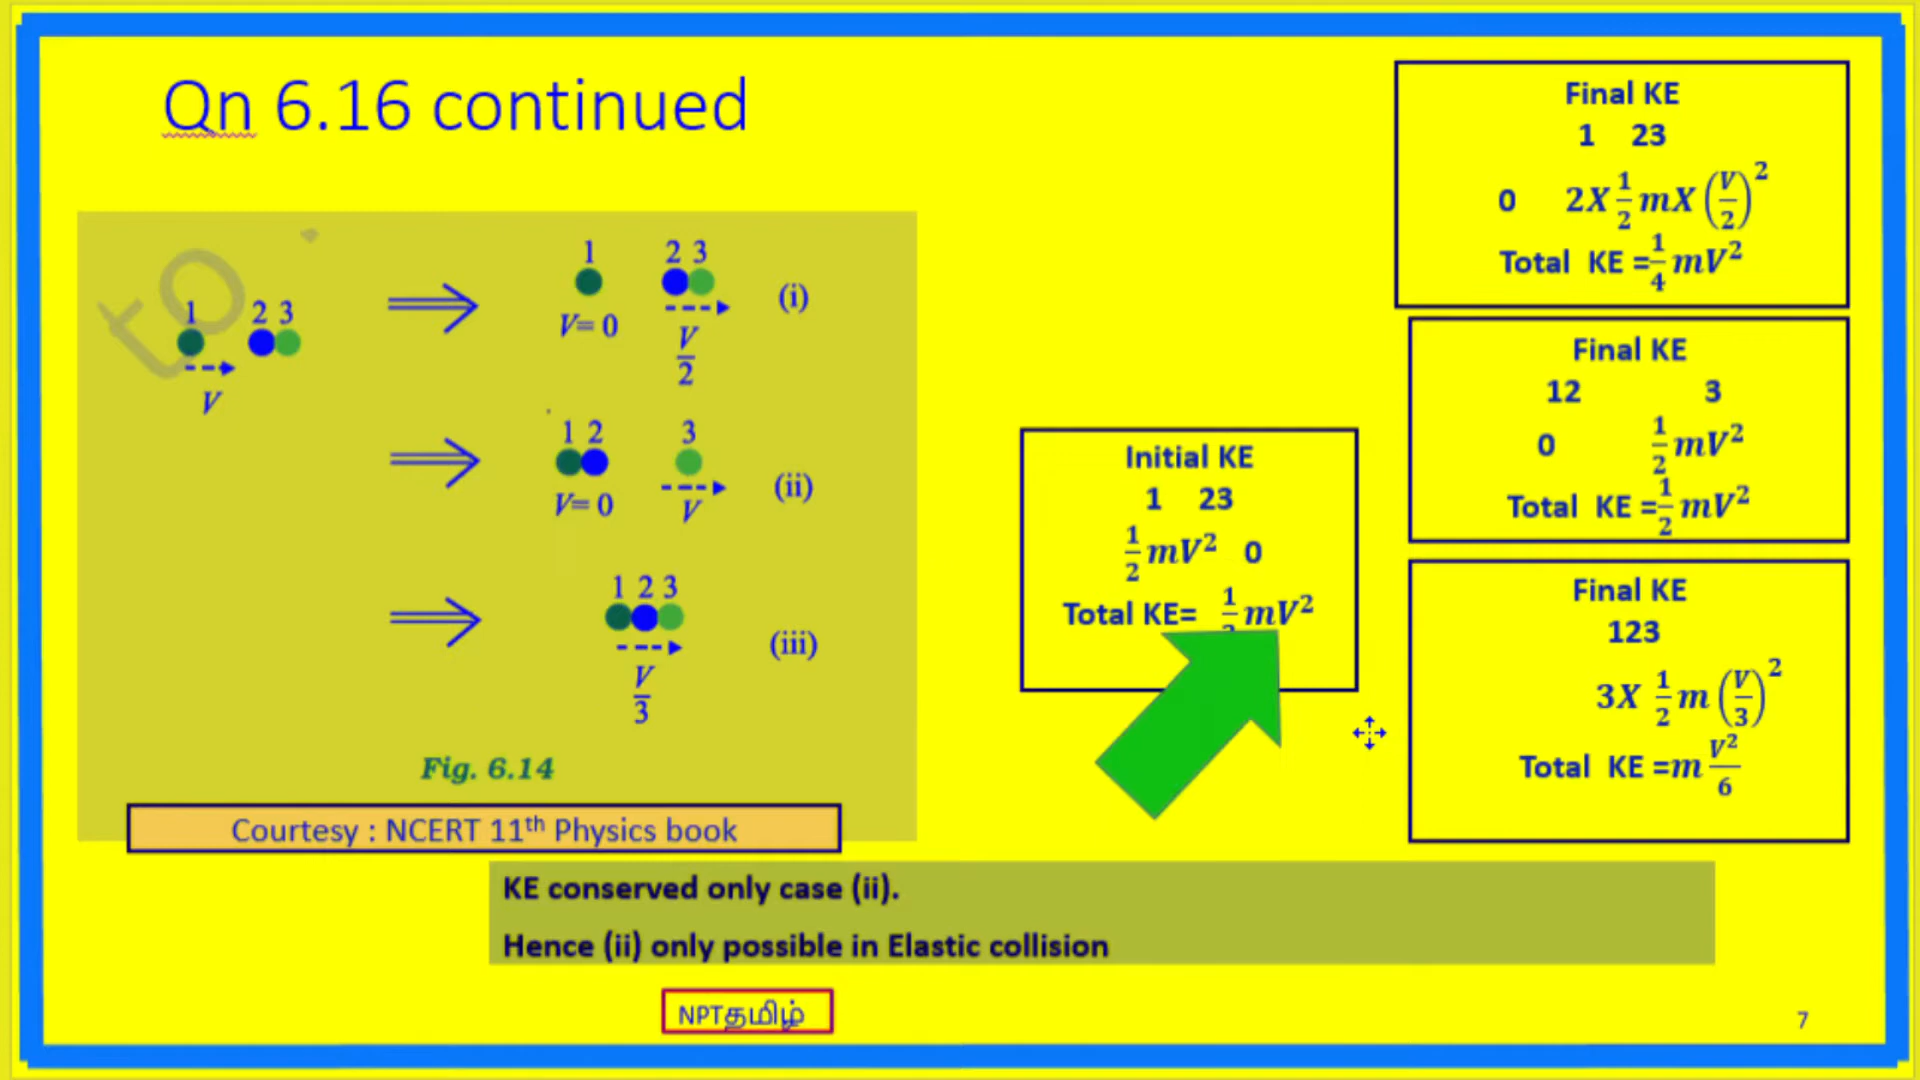 Qn 6.16 continued
TO
1
2 3
V
1
2 3
V= 0
V/2
(i)
1 2
3
V= 0
V
(ii)
1 2 3
V/3
(iii)
Fig. 6.14
Courtesy : NCERT 11th Physics book
Initial KE
1 23
1/2 mV² 0
Total KE= 1/2 mV²
Final KE
1 23
0 2X 1/2 mX (V/2)²
Total KE = 1/4 mV²
Final KE
12 3
0 1/2 mV²
Total KE = 1/2 mV²
Final KE
123
3X 1/2 m (V/3)²
Total KE = m V²/6
KE conserved only case (ii).
Hence (ii) only possible in Elastic collision
NPTதமிழ்
7